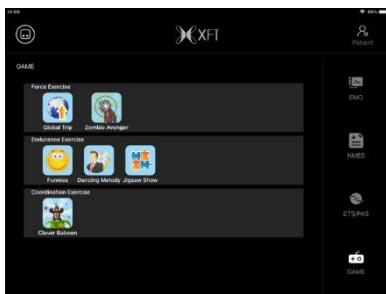 XFT
Patient
GAME
Force Exercise
Global Trip
Zombie Avenger
Endurance Exercise
Funnies
Dancing Melody
Jigsaw Show
Coordination Exercise
Clever Baboon
EMG
NMES
ETS/PAS
GAME